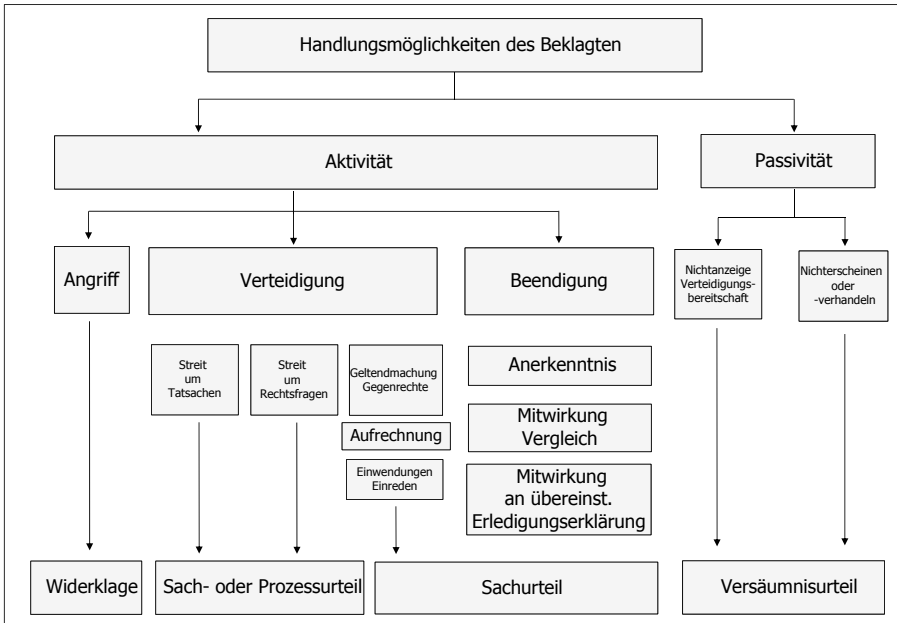 Handlungsmöglichkeiten des Beklagten
Aktivität
Passivität
Angriff
Verteidigung
Beendigung
Nichtanzeige
Verteidigungs-
bereitschaft
Nichterscheinen
oder
-verhandeln
Streit
um
Tatsachen
Streit
um
Rechtsfragen
Geltendmachung
Gegenrechte
Aufrechnung
Einwendungen
Einreden
Anerkenntnis
Mitwirkung
Vergleich
Mitwirkung
an übereinst.
Erledigungserklärung
Widerklage
Sach- oder Prozessurteil
Sachurteil
Versäumnisurteil